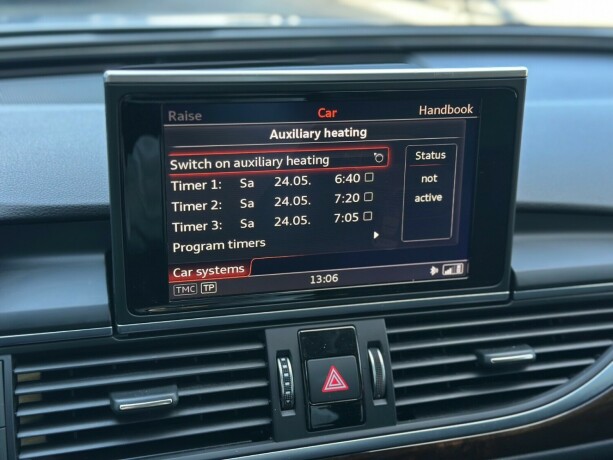 Raise Car Handbook
Auxiliary heating
Switch on auxiliary heating
Timer 1: Sa 24.05. 6:40
Timer 2: Sa 24.05. 7:20
Timer 3: Sa 24.05. 7:05
Program timers
Status
not
active
Car systems
TMC TP 13:06